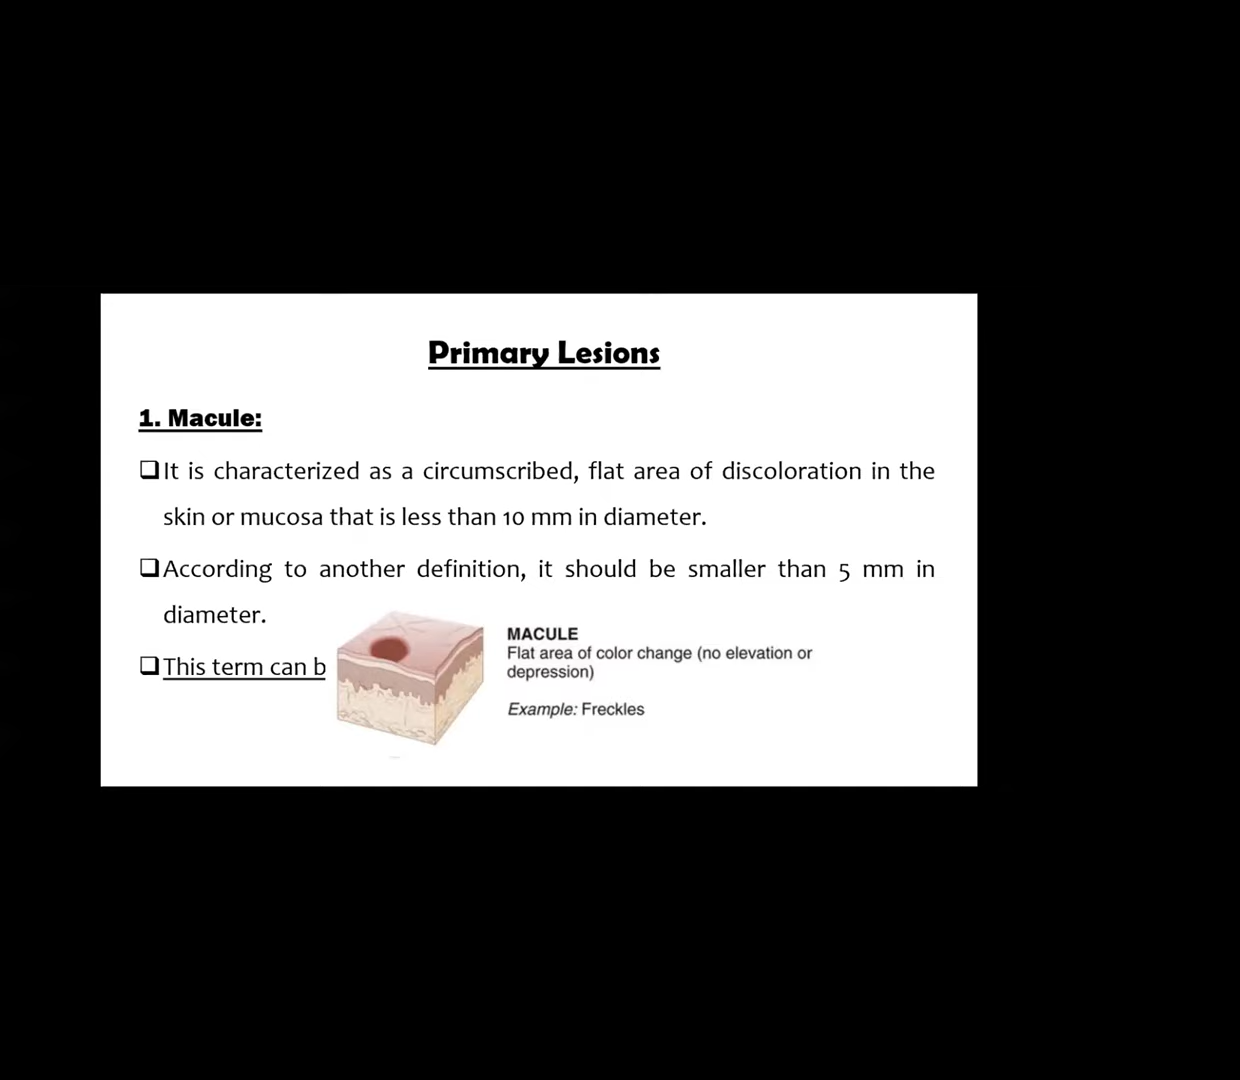 Primary Lesions
1. Macule:
❑It is characterized as a circumscribed, flat area of discoloration in the
skin or mucosa that is less than 10 mm in diameter.
❑According to another definition, it should be smaller than 5 mm in
diameter.
❑This term can b
MACULE
Flat area of color change (no elevation or
depression)
Example: Freckles